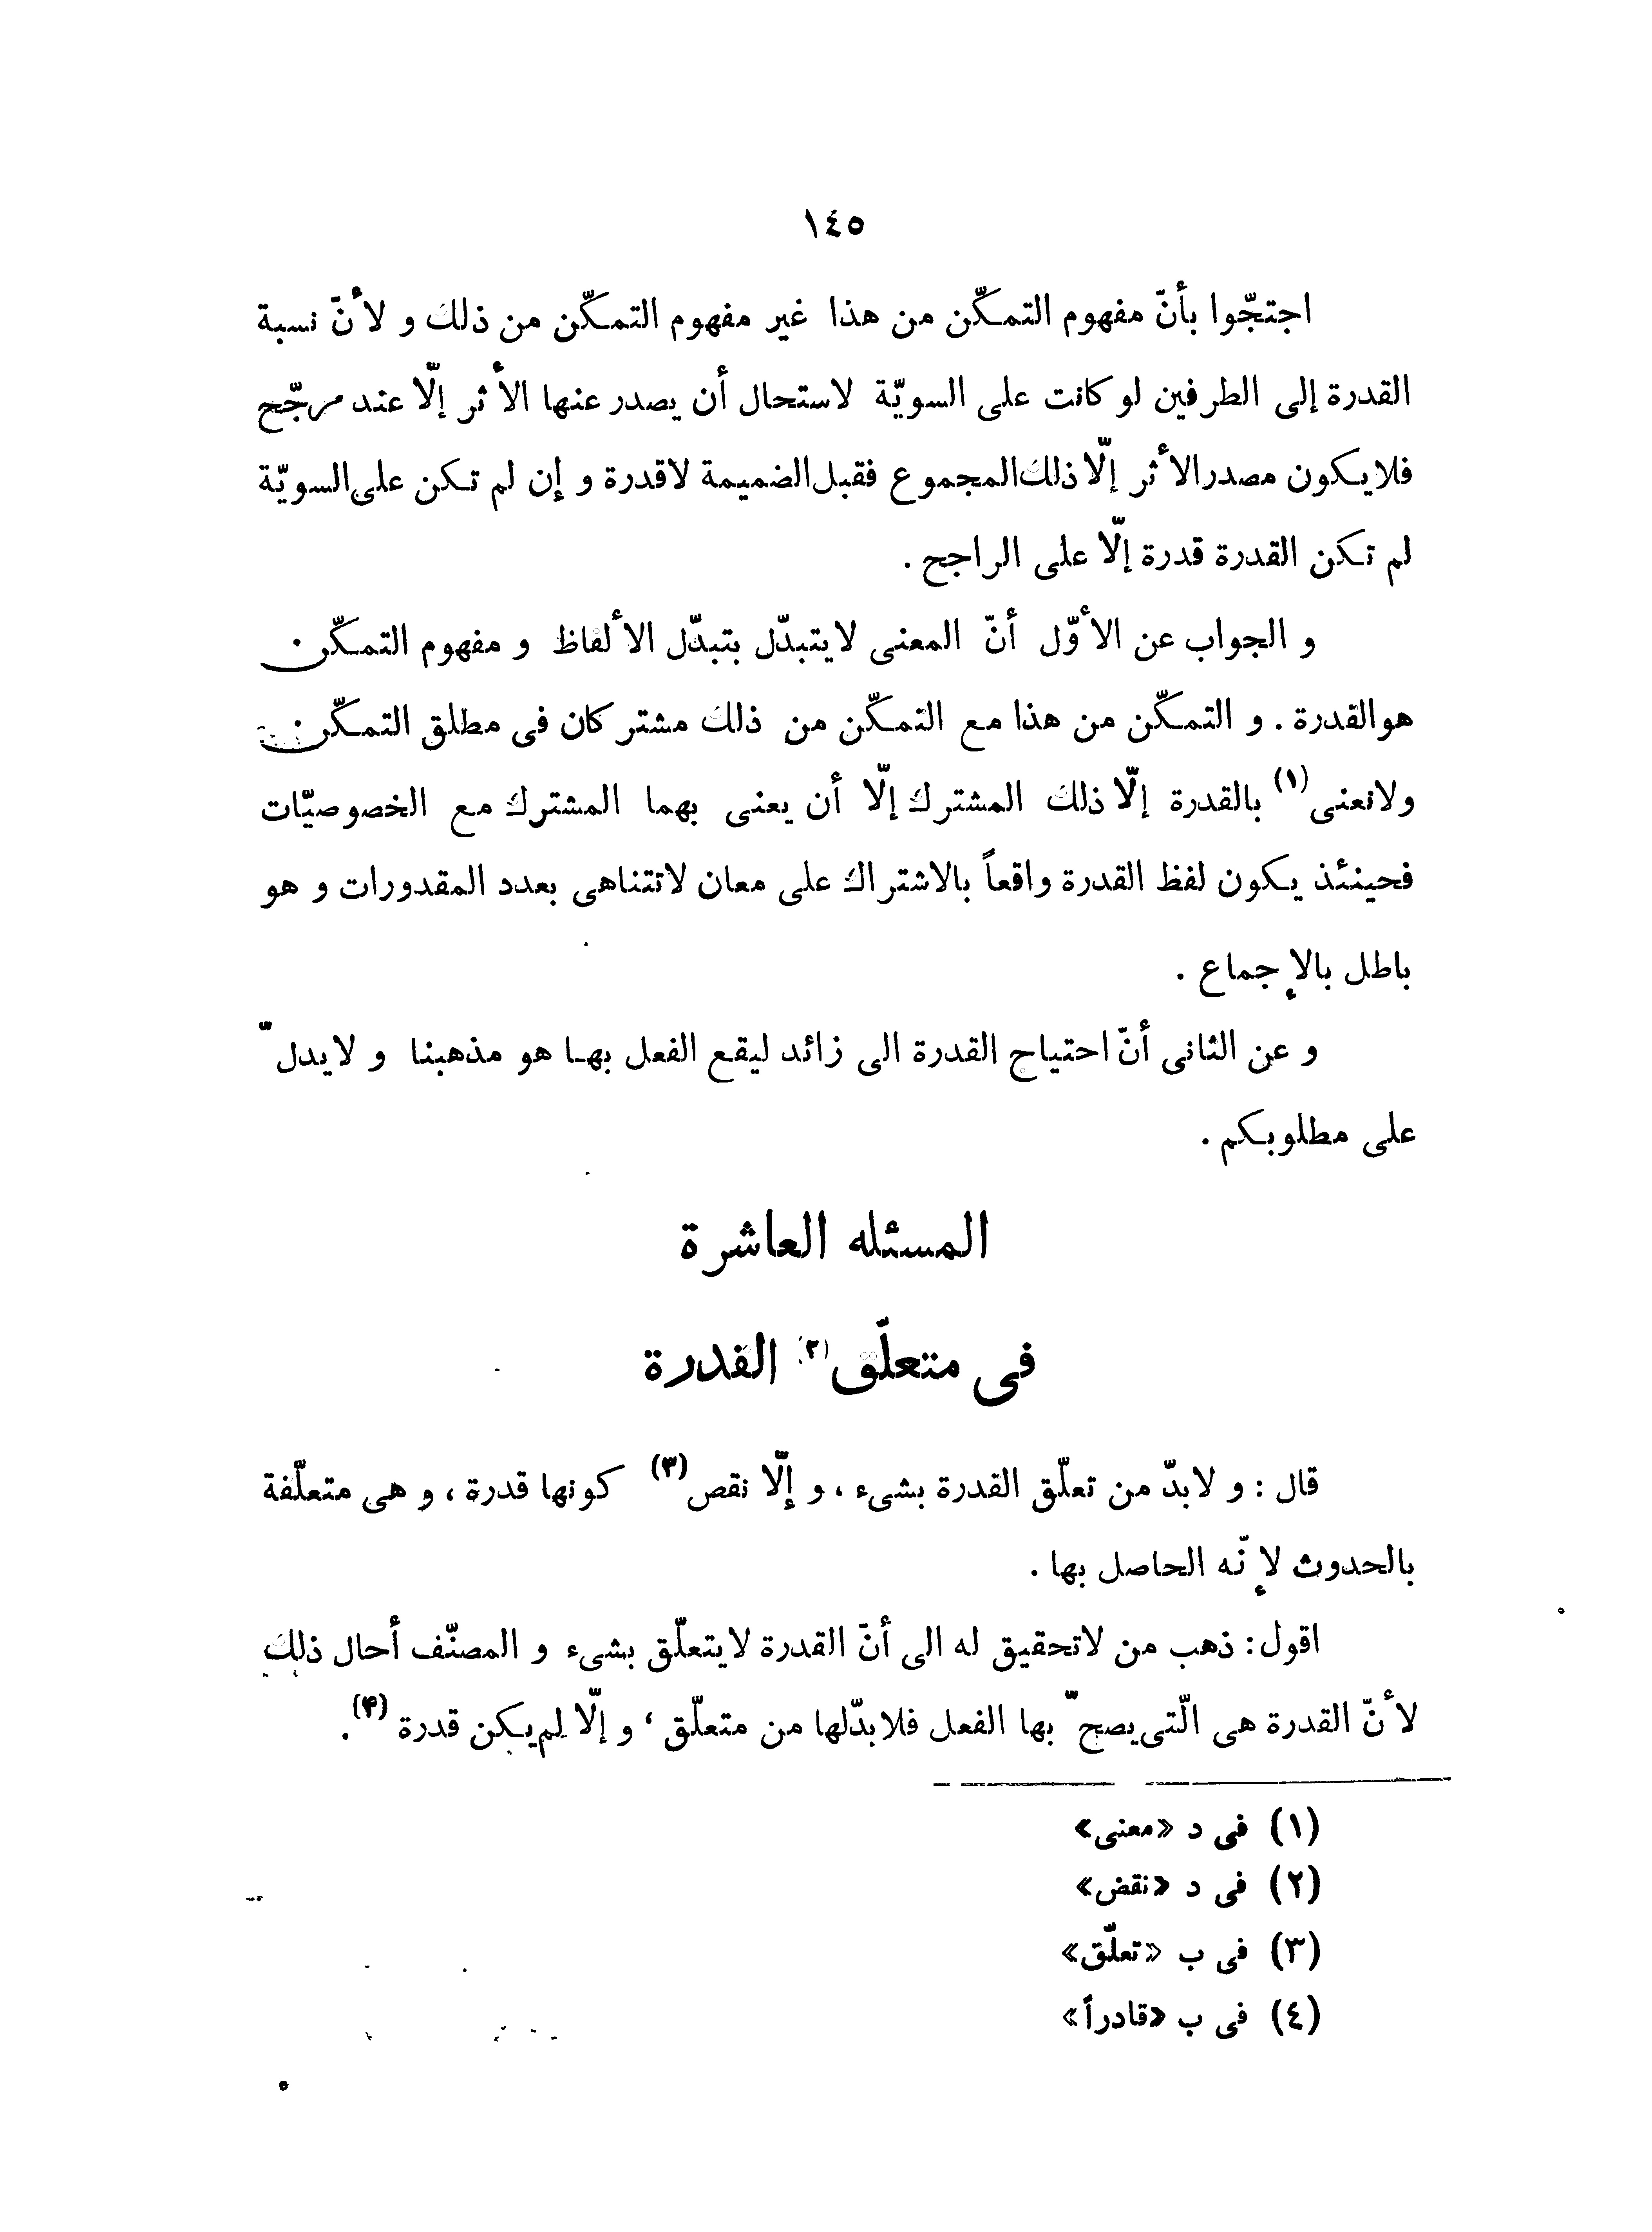 ١٤٥
اجتجّوا بأنّ مفهوم التمكّن من هذا غير مفهوم التمكّن من ذلك و لأنّ نسبة
القدرة إلى الطرفين لو كانت على السويّة لاستحال أن يصدر عنها الأثر إلّا عند مرجّح
فلايكون مصدر الأثر إلّا ذلك المجموع فقبل الضميمة لاقدرة و إن لم تكن على السويّة
لم تكن القدرة قدرة إلّا على الراجح .
و الجواب عن الأوّل أنّ المعنى لايتبدّل بتبدّل الألفاظ و مفهوم التمكّن
هو القدرة . و التمكّن من هذا مع التمكّن من ذلك مشتركان فى مطلق التمكّن
ولانعنى (١) بالقدرة إلّا ذلك المشترك إلّا أن يعنى بهما المشترك مع الخصوصيّات
فحينئذ يكون لفظ القدرة واقعاً بالاشتراك على معان لاتتناهى بعدد المقدورات و هو
باطل بالإجماع .
و عن الثانى أنّ احتياج القدرة الى زائد ليقع الفعل بها هو مذهبنا و لايدلّ
على مطلوبكم .
المسئله العاشرة
فى متعلّق (٢) القدرة
قال : و لابدّ من تعلّق القدرة بشىء ، و إلّا نقص (٣) كونها قدرة ، و هى متعلّقة
بالحدوث لإنّه الحاصل بها .
اقول: ذهب من لاتحقيق له الى أنّ القدرة لايتعلّق بشىء و المصنّف أحال ذلك
لأنّ القدرة هى الّتى يصحّ بها الفعل فلابدّلها من متعلّق ، و إلّا لم يكن قدرة (۴).
(١) فى د «معنى»
(٢) فى د «نقض»
(٣) فى ب «تعلّق»
(٤) فى ب «قادراً»